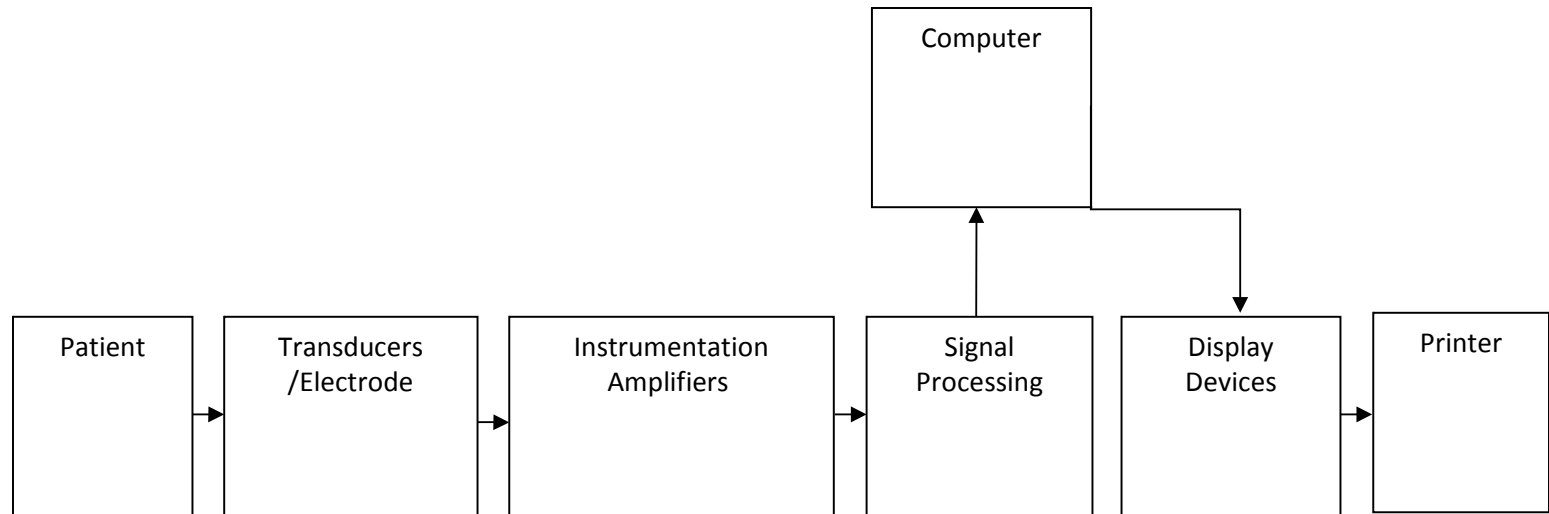 Computer
Patient
Transducers
/Electrode
Instrumentation
Amplifiers
Signal
Processing
Display
Devices
Printer